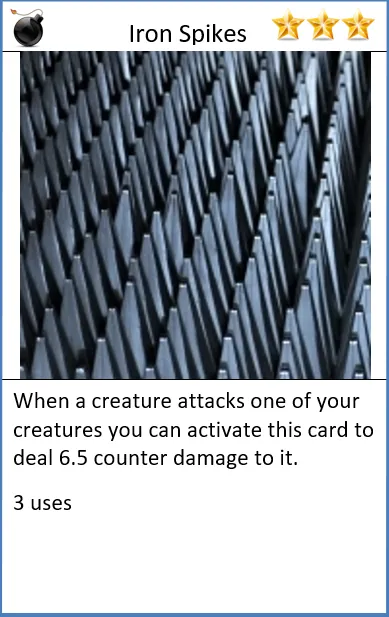 Iron Spikes
When a creature attacks one of your
creatures you can activate this card to
deal 6.5 counter damage to it.
3 uses